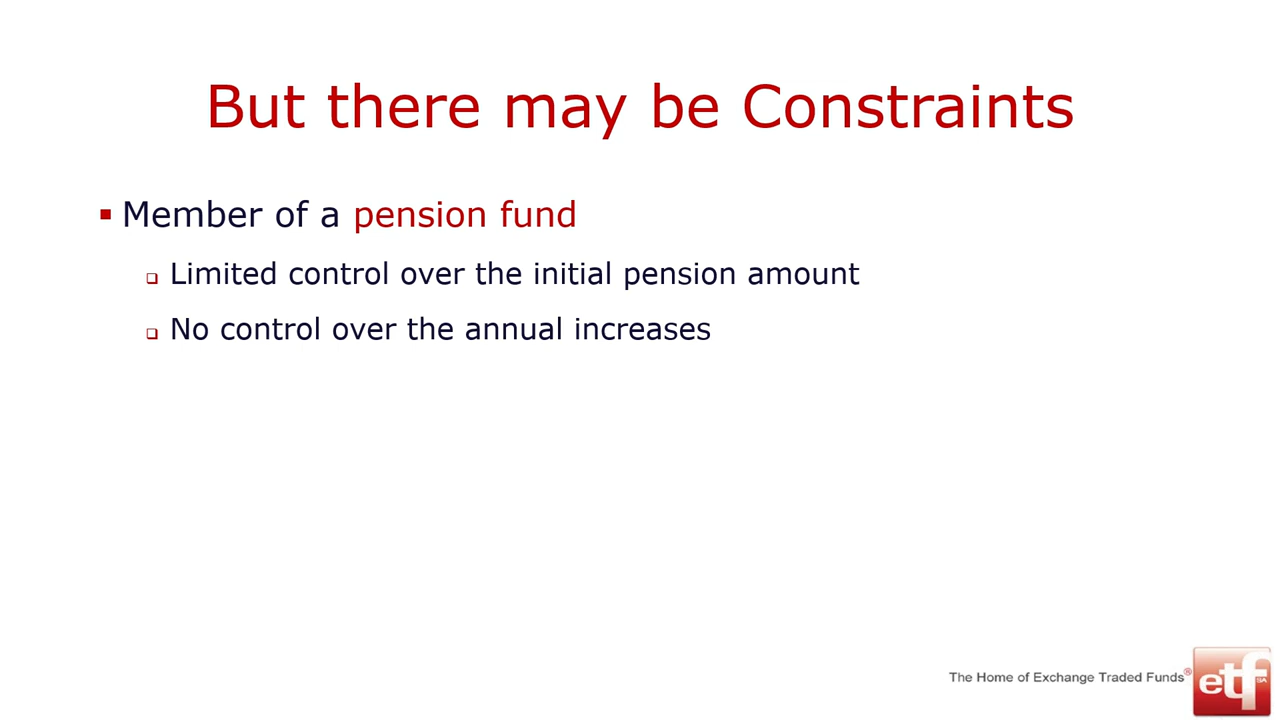 But there may be Constraints
Member of a pension fund
Limited control over the initial pension amount
No control over the annual increases
The Home of Exchange Traded Funds®
etf
SA